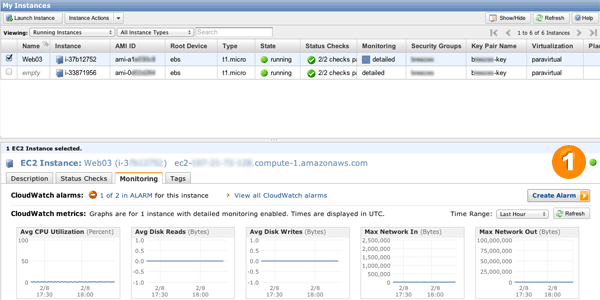 My Instances
Launch Instance Instance Actions Show/Hide Refresh Help
Viewing: Running Instances All Instance Types Search 1 to 6 of 6 Instances
Name Instance AMI ID Root Device Type State Status Checks Monitoring Security Groups Key Pair Name Virtualization Pla
Web03 i-37b12752 ami-a1 ebs t1.micro running 2/2 checks pa detailed -key paravirtual
empty i-33871956 ami-0 ebs t1.micro running 2/2 checks pa detailed -key paravirtual
1 EC2 Instance selected.
EC2 Instance: Web03 (i-3 ) ec2- .compute-1.amazonaws.com
1
Description Status Checks Monitoring Tags
CloudWatch alarms: 1 of 2 in ALARM for this instance View all CloudWatch alarms Create Alarm
CloudWatch metrics: Graphs are for 1 instance with detailed monitoring enabled. Times are displayed in UTC. Time Range: Last Hour Refresh
Avg CPU Utilization (Percent) Avg Disk Reads (Bytes) Avg Disk Writes (Bytes) Max Network In (Bytes) Max Network Out (Bytes)
100 1.0 1.0 2,500,000 100,000,000
2,000,000 80,000,000
0.5 0.5
50 0.0 0.0 1,500,000 60,000,000
1,000,000 40,000,000
-0.5 -0.5
500,000 20,000,000
0 -1.0 -1.0 0 0
2/8 2/8 2/8 2/8 2/8 2/8 2/8 2/8 2/8 2/8
17:30 18:00 17:30 18:00 17:30 18:00 17:30 18:00 17:30 18:00